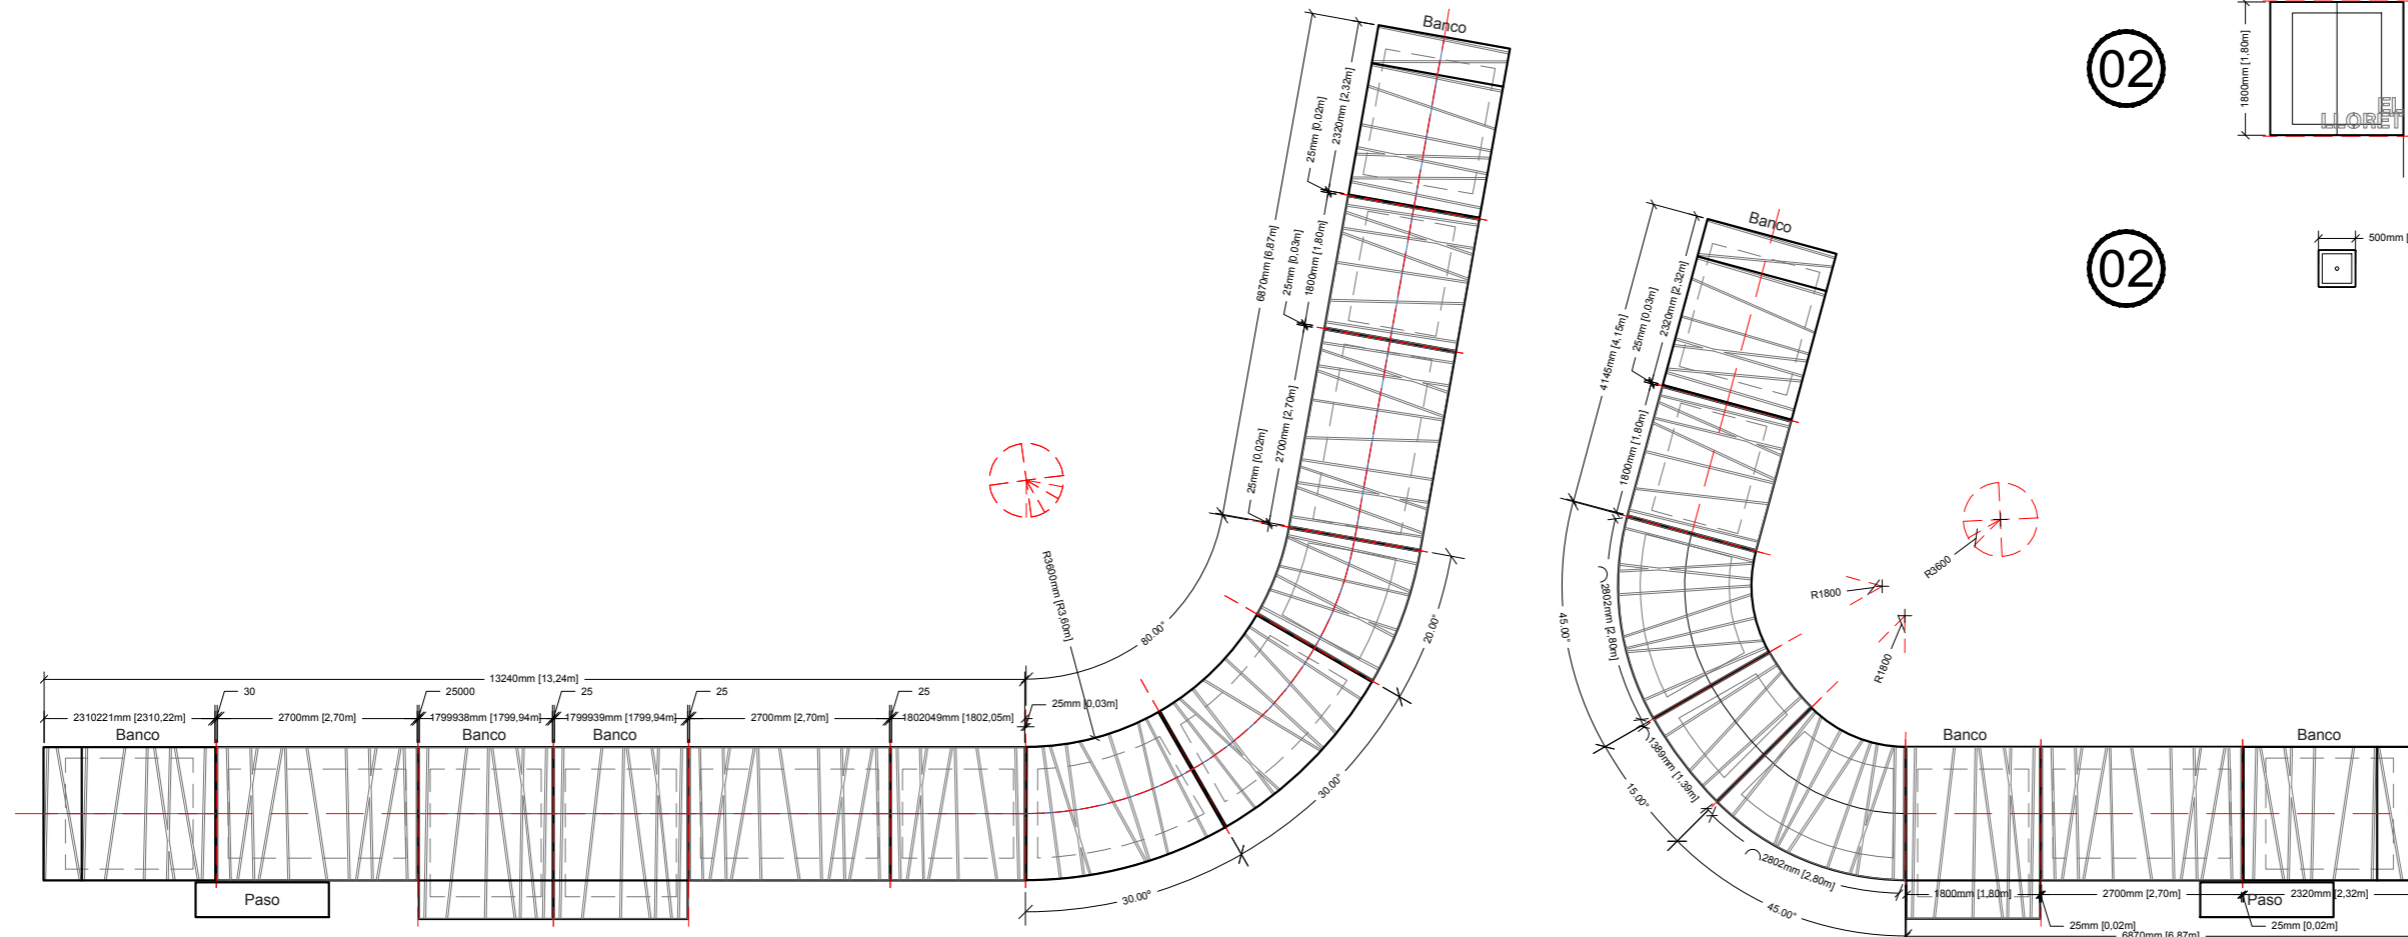 Banco
02
1800mm [1,80m]
EL
LLORET
2320mm [2,32m]
25mm [0,02m]
6870mm [6,87m]
1800mm [1,80m]
25mm [0,03m]
2700mm [2,70m]
25mm [0,02m]
R3600mm [R3,60m]
80.00°
20.00°
30.00°
30.00°
13240mm [13,24m]
30
25000
25
25
25
25mm [0,03m]
2310221mm [2310,22m]
2700mm [2,70m]
1799938mm [1799,94m]
1799939mm [1799,94m]
2700mm [2,70m]
1802049mm [1802,05m]
Banco
Banco
Banco
Paso
02
500mm [
Banco
2320mm [2,32m]
25mm [0,03m]
4145mm [4,15m]
1800mm [1,80m]
R3600
R1800
R1800
45.00°
2802mm [2,80m]
1389mm [1,39m]
15.00°
2802mm [2,80m]
45.00°
Banco
Banco
1800mm [1,80m]
2700mm [2,70m]
2320mm [2,32m]
Paso
25mm [0,02m]
25mm [0,02m]
6870mm [6,87m]